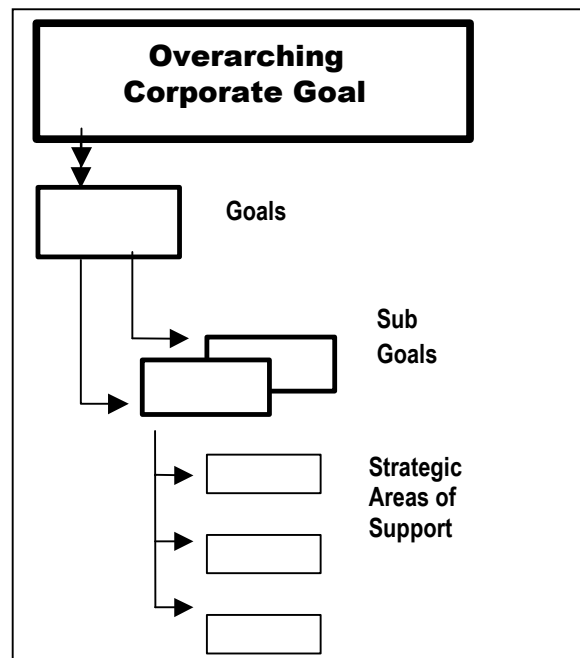 Overarching
Corporate Goal
Goals
Sub
Goals
Strategic
Areas of
Support